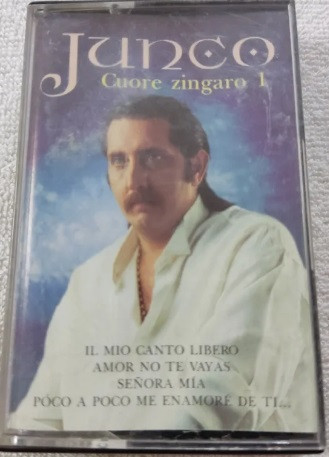 JUNCO
Cuore zingaro 1
IL MIO CANTO LIBERO
AMOR NO TE VAYAS
SEÑORA MÍA
POCO A POCO ME ENAMORÉ DE TI...